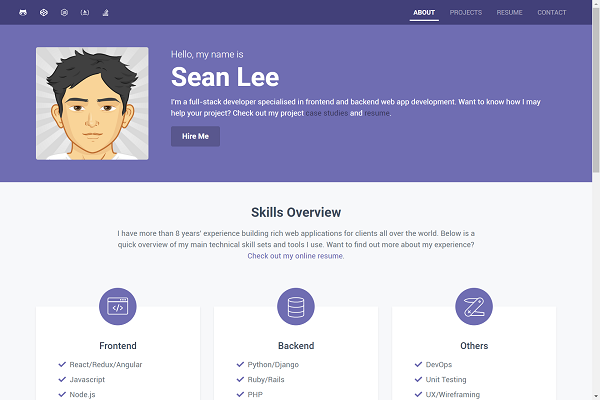 ABOUT PROJECTS RESUME CONTACT
Hello, my name is
Sean Lee
I'm a full-stack developer specialised in frontend and backend web app development. Want to know how I may
help your project? Check out my project case studies and resume.
Hire Me
Skills Overview
I have more than 8 years' experience building rich web applications for clients all over the world. Below is a
quick overview of my main technical skill sets and tools I use. Want to find out more about my experience?
Check out my online resume.
Frontend
React/Redux/Angular
Javascript
Node.js
Backend
Python/Django
Ruby/Rails
PHP
Others
DevOps
Unit Testing
UX/Wireframing